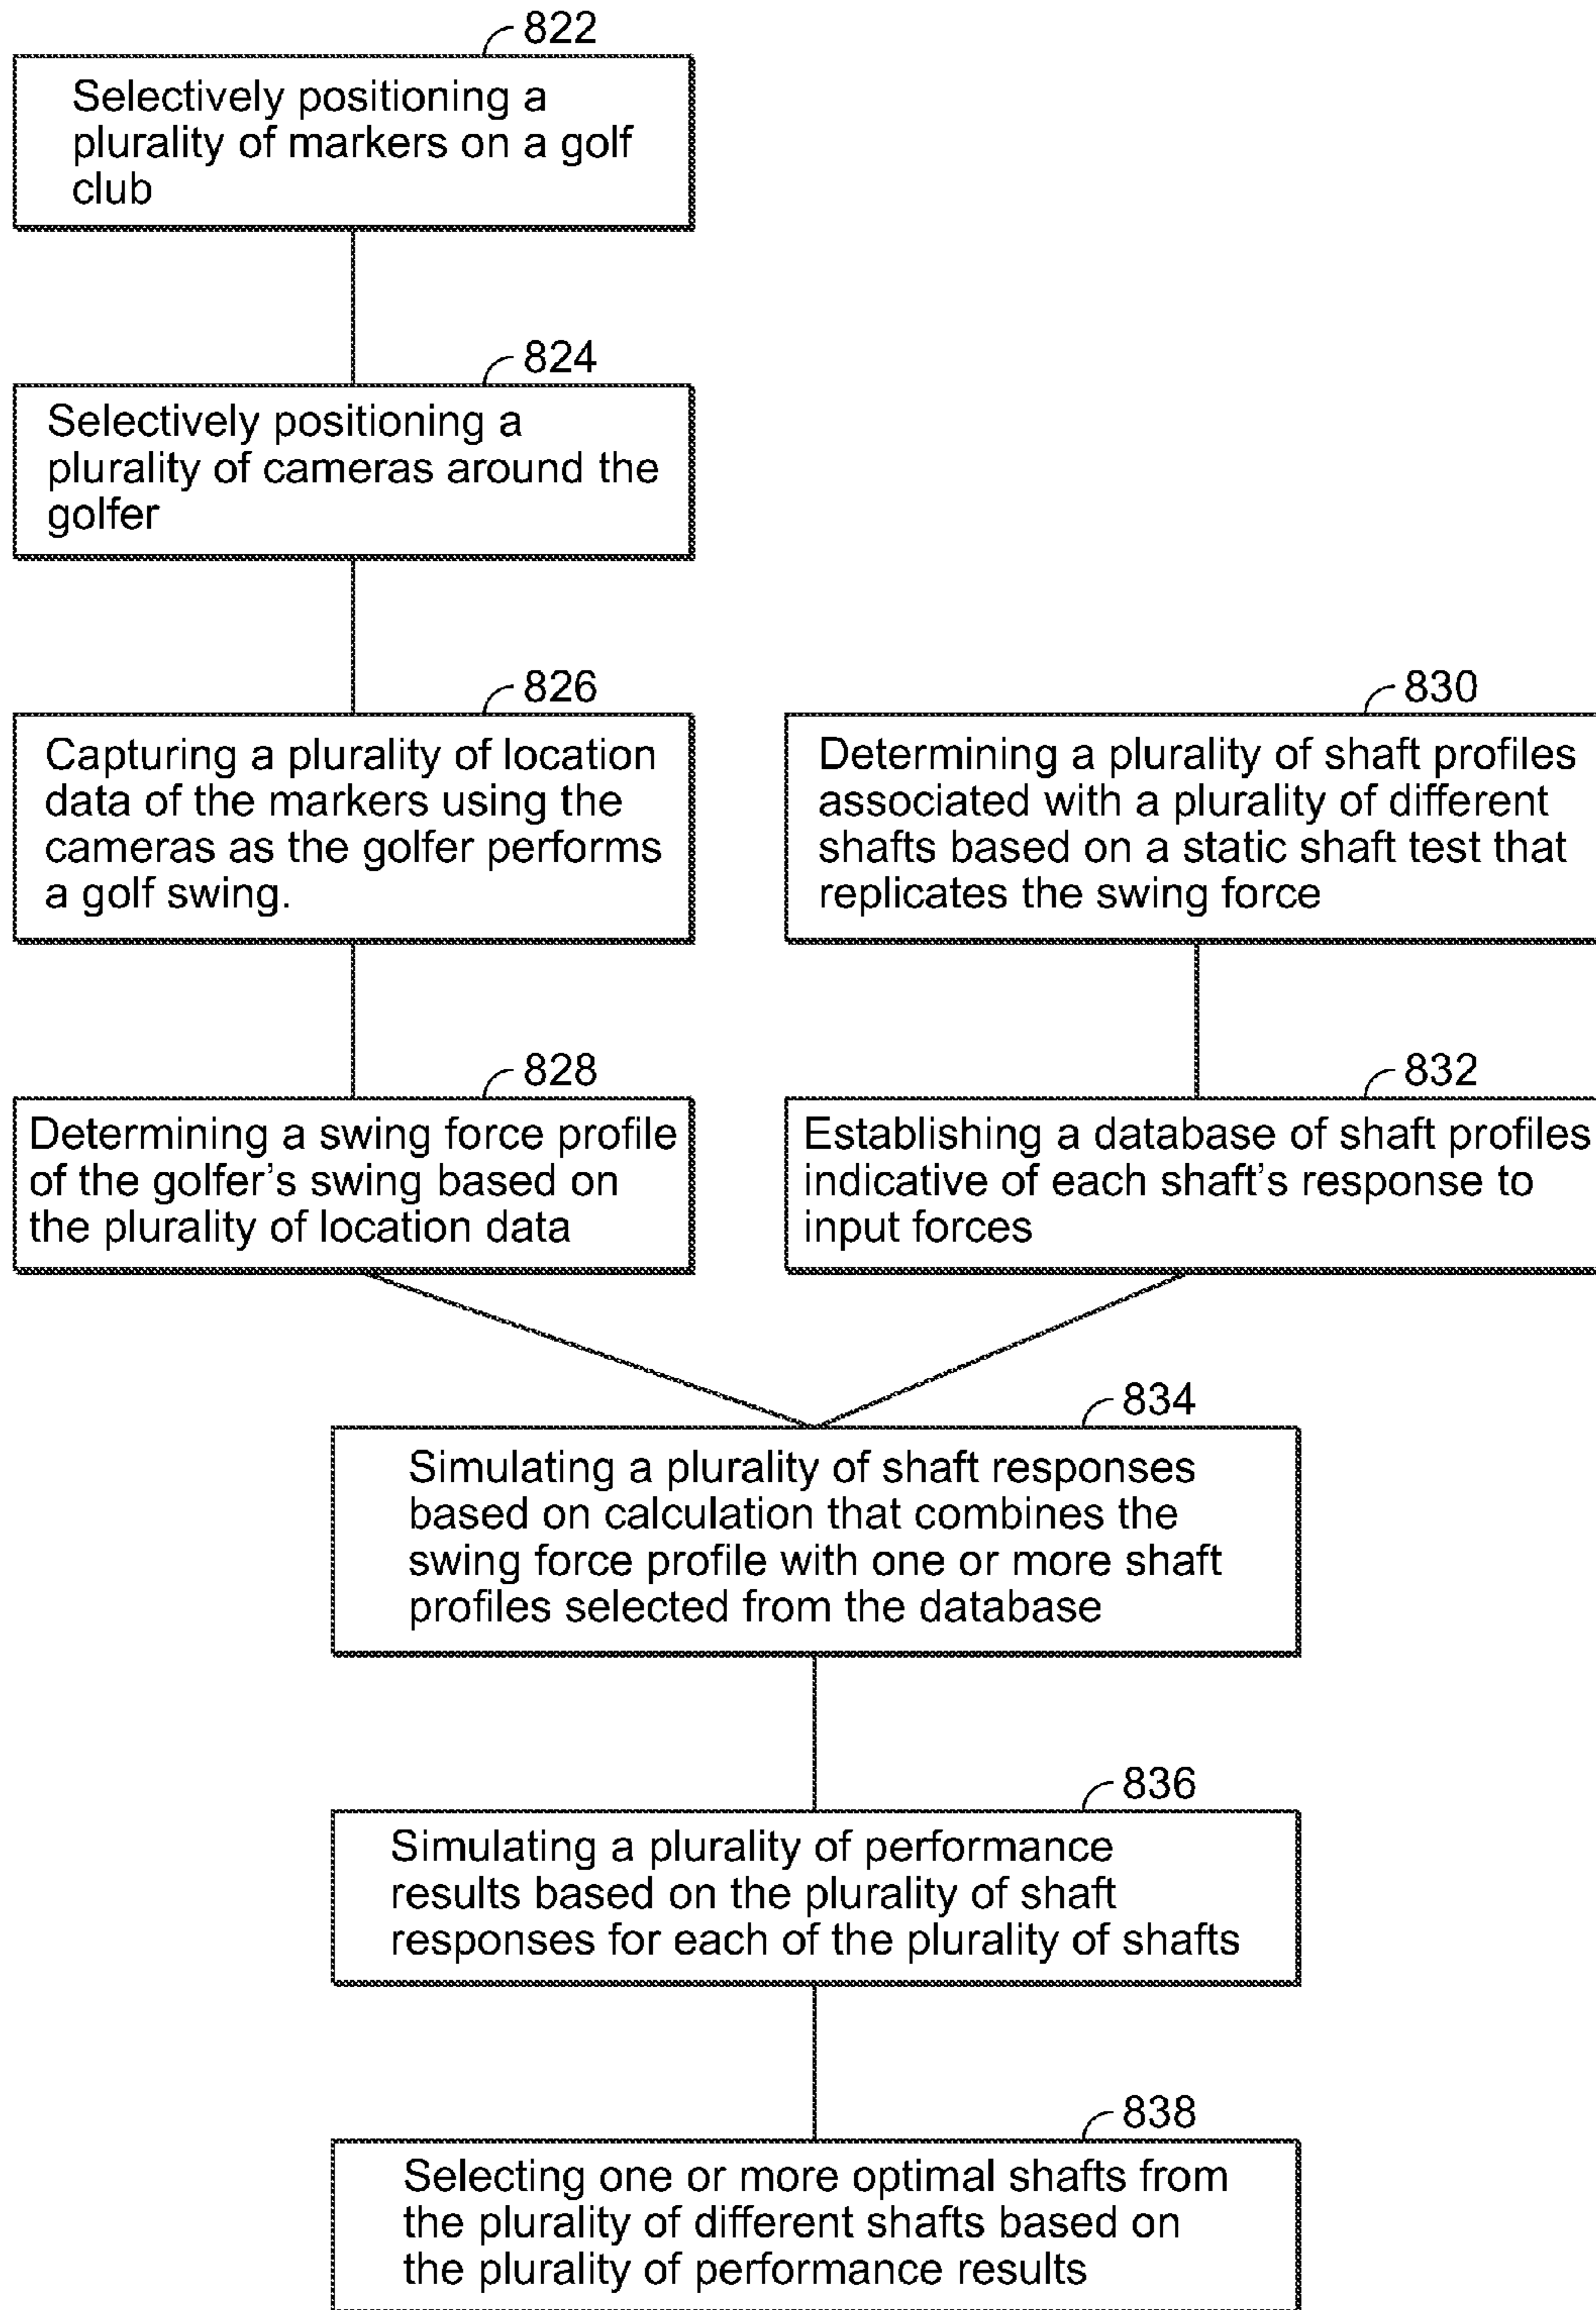 822
Selectively positioning a
plurality of markers on a golf
club
824
Selectively positioning a
plurality of cameras around the
golfer
826
Capturing a plurality of location
data of the markers using the
cameras as the golfer performs
a golf swing.
828
Determining a swing force profile
of the golfer's swing based on
the plurality of location data
830
Determining a plurality of shaft profiles
associated with a plurality of different
shafts based on a static shaft test that
replicates the swing force
832
Establishing a database of shaft profiles
indicative of each shaft's response to
input forces
834
Simulating a plurality of shaft responses
based on calculation that combines the
swing force profile with one or more shaft
profiles selected from the database
836
Simulating a plurality of performance
results based on the plurality of shaft
responses for each of the plurality of shafts
838
Selecting one or more optimal shafts from
the plurality of different shafts based on
the plurality of performance results